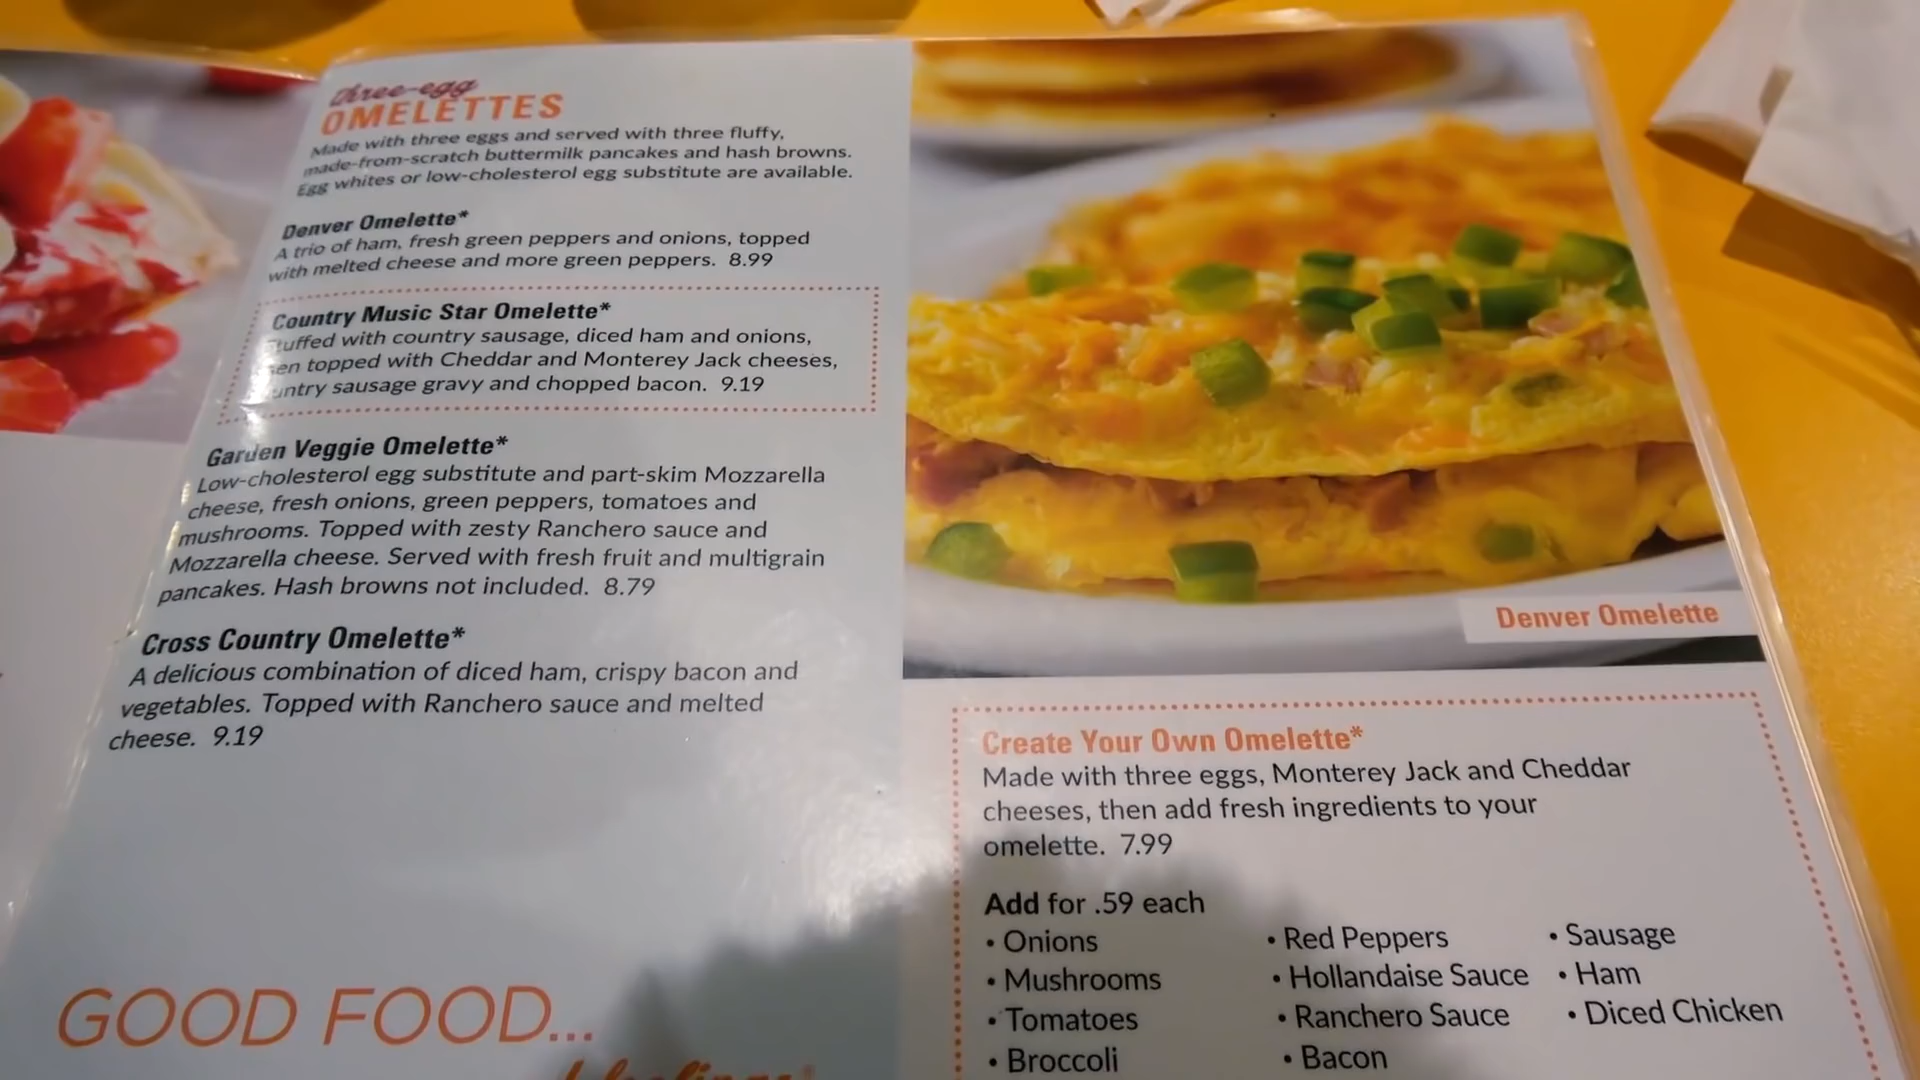 three-egg
OMELETTES
Made with three eggs and served with three fluffy,
made-from-scratch buttermilk pancakes and hash browns.
Egg whites or low-cholesterol egg substitute are available.
Denver Omelette*
A trio of ham, fresh green peppers and onions, topped
with melted cheese and more green peppers. 8.99
Country Music Star Omelette*
Stuffed with country sausage, diced ham and onions,
topped with Cheddar and Monterey Jack cheeses,
country sausage gravy and chopped bacon. 9.19
Garden Veggie Omelette*
Low-cholesterol egg substitute and part-skim Mozzarella
cheese, fresh onions, green peppers, tomatoes and
mushrooms. Topped with zesty Ranchero sauce and
Mozzarella cheese. Served with fresh fruit and multigrain
pancakes. Hash browns not included. 8.79
Cross Country Omelette*
A delicious combination of diced ham, crispy bacon and
vegetables. Topped with Ranchero sauce and melted
cheese. 9.19
GOOD FOOD...
Denver Omelette
Create Your Own Omelette*
Made with three eggs, Monterey Jack and Cheddar
cheeses, then add fresh ingredients to your
omelette. 7.99
Add for .59 each
• Onions
• Mushrooms
• Tomatoes
• Broccoli
• Red Peppers
• Hollandaise Sauce
• Ranchero Sauce
• Bacon
• Sausage
• Ham
• Diced Chicken